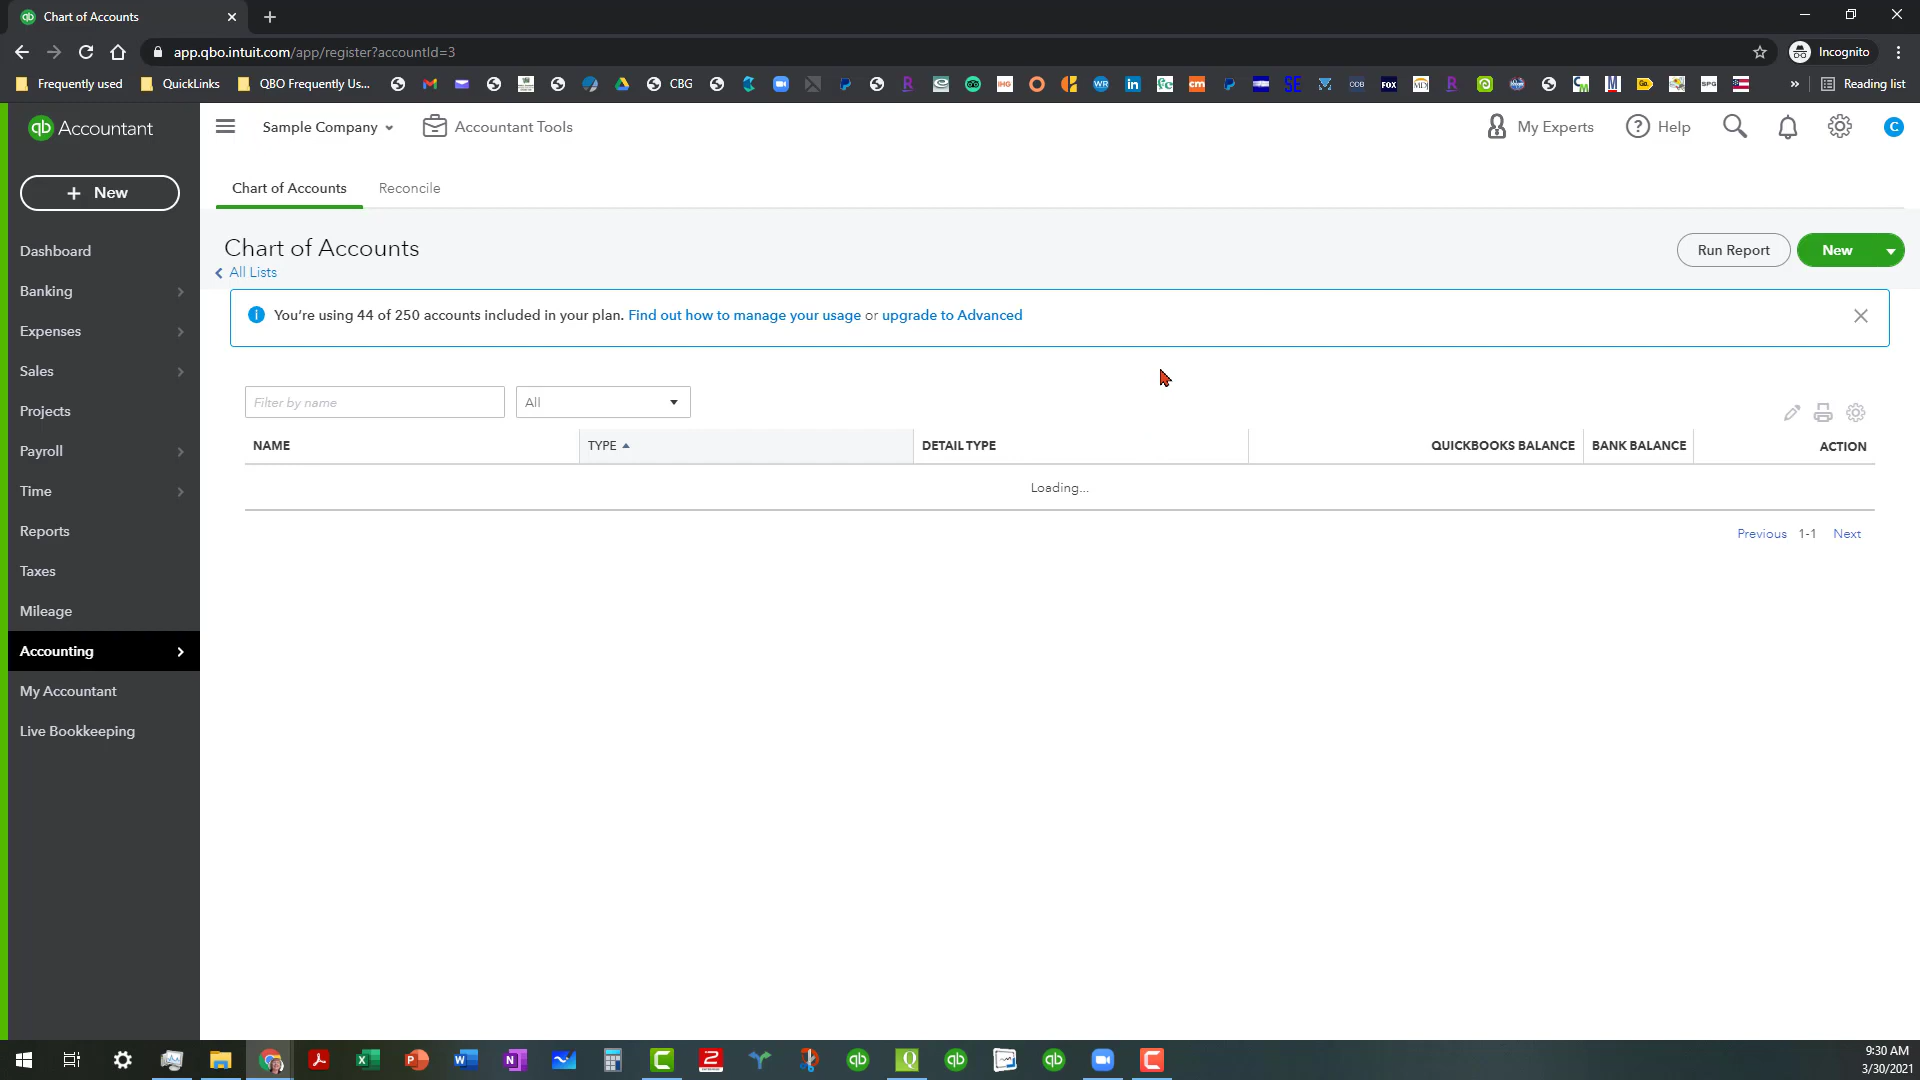 Chart of Accounts
app.qbo.intuit.com/app/register?accountId=3
Incognito
Frequently used
QuickLinks
QBO Frequently Us...
CBG
Reading list
qb Accountant
Sample Company
Accountant Tools
My Experts
Help
C
+ New
Chart of Accounts
Reconcile
Dashboard
Banking
Expenses
Sales
Projects
Payroll
Time
Reports
Taxes
Mileage
Accounting
My Accountant
Live Bookkeeping
Chart of Accounts
All Lists
Run Report
New
You're using 44 of 250 accounts included in your plan. Find out how to manage your usage or upgrade to Advanced
Filter by name
All
NAME
TYPE
DETAIL TYPE
QUICKBOOKS BALANCE
BANK BALANCE
ACTION
Loading...
Previous 1-1 Next
9:30 AM
3/30/2021